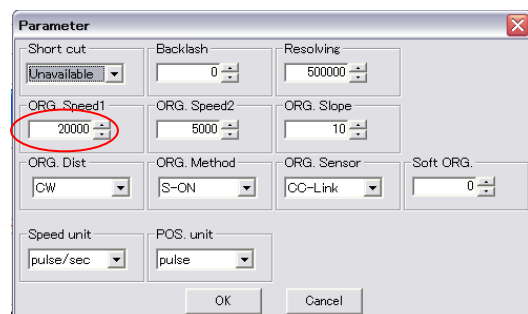 Parameter
Short cut Backlash Resolving
Unavailable 0 500000
ORG. Speed1 ORG. Speed2 ORG. Slope
20000 5000 10
ORG. Dist ORG. Method ORG. Sensor Soft ORG.
CW S-ON CC-Link 0
Speed unit POS. unit
pulse/sec pulse
OK Cancel